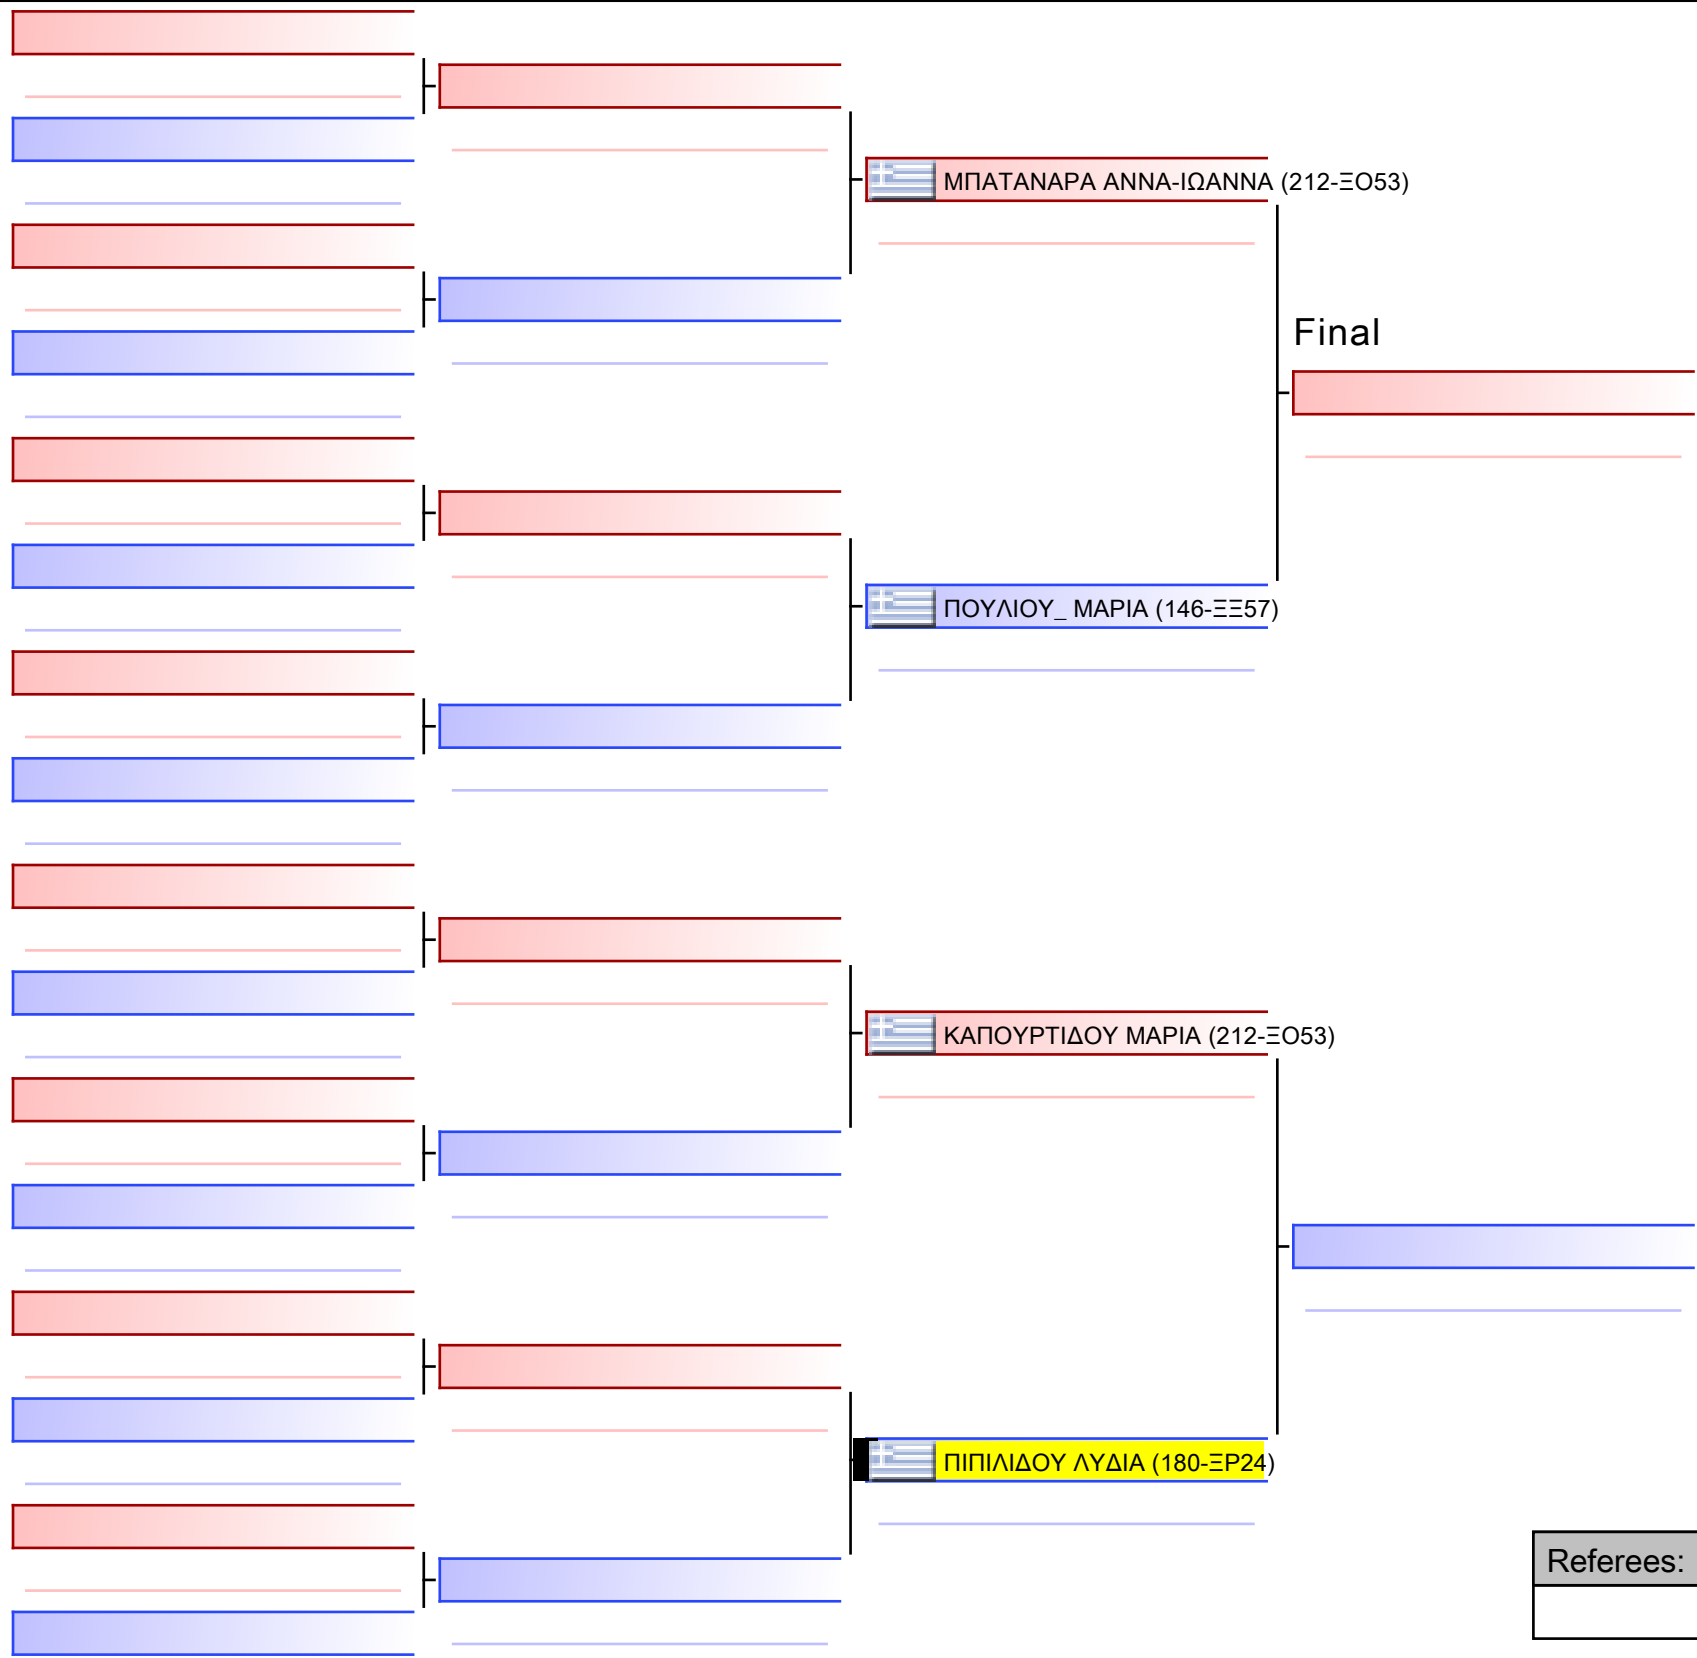 ΜΠΑΤΑΝΑΡΑ ΑΝΝΑ-ΙΩΑΝΝΑ (212-ΞΟ53)
Final
ΠΟΥΛΙΟΥ_ ΜΑΡΙΑ (146-ΞΞ57)
ΚΑΠΟΥΡΤΙΔΟΥ ΜΑΡΙΑ (212-ΞΟ53)
ΠΙΠΙΛΙΔΟΥ ΛΥΔΙΑ (180-ΞΡ24)
Referees: